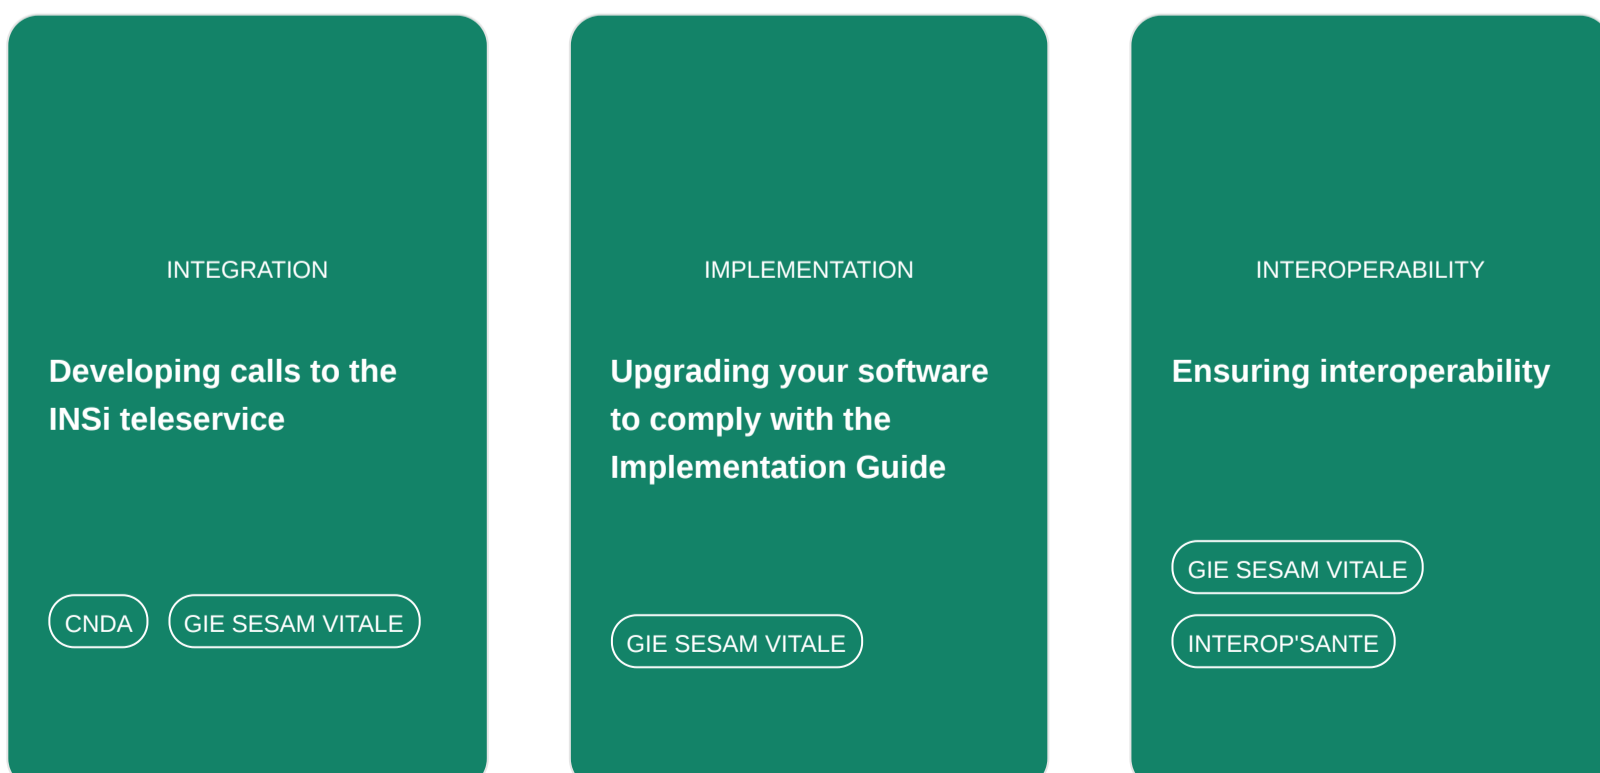 INTEGRATION
Developing calls to the
INSi teleservice
CNDA
GIE SESAM VITALE
IMPLEMENTATION
Upgrading your software
to comply with the
Implementation Guide
GIE SESAM VITALE
INTEROPERABILITY
Ensuring interoperability
GIE SESAM VITALE
INTEROP'SANTE